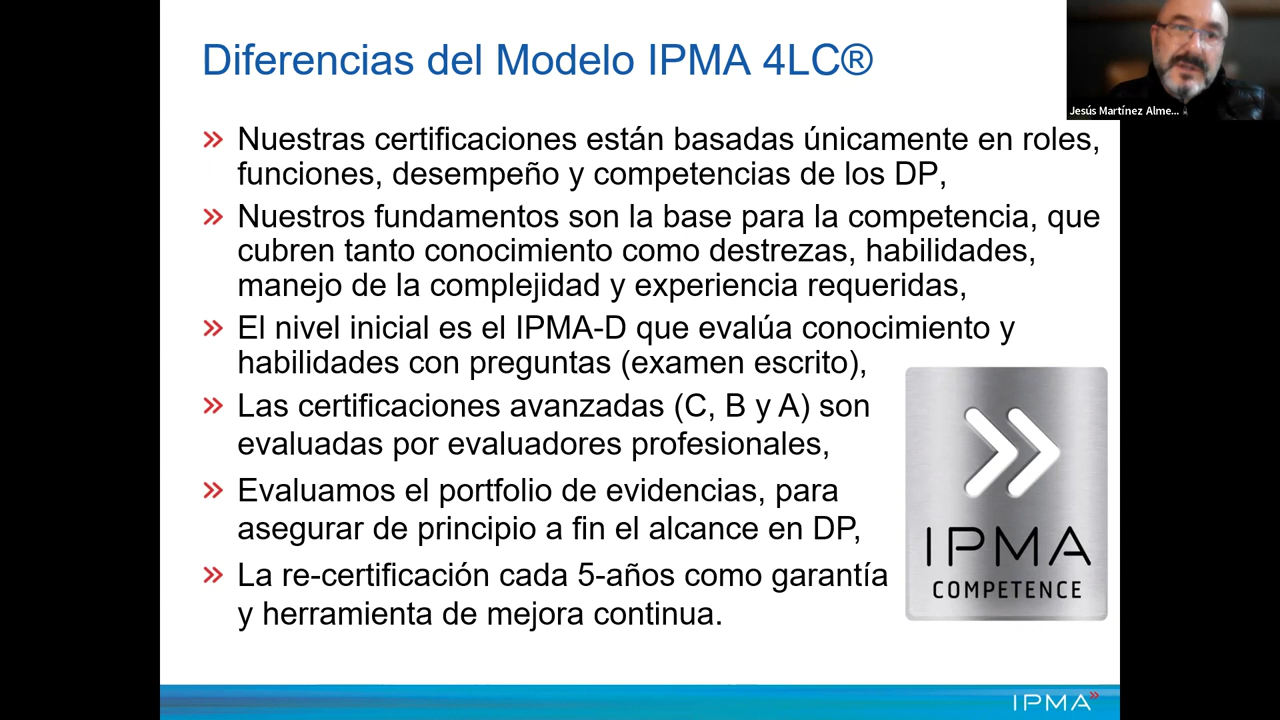 Diferencias del Modelo IPMA 4LC®
Jesús Martínez Alme...
» Nuestras certificaciones están basadas únicamente en roles,
funciones, desempeño y competencias de los DP,
» Nuestros fundamentos son la base para la competencia, que
cubren tanto conocimiento como destrezas, habilidades,
manejo de la complejidad y experiencia requeridas,
» El nivel inicial es el IPMA-D que evalúa conocimiento y
habilidades con preguntas (examen escrito),
» Las certificaciones avanzadas (C, B y A) son
evaluadas por evaluadores profesionales,
» Evaluamos el portfolio de evidencias, para
asegurar de principio a fin el alcance en DP,
» La re-certificación cada 5-años como garantía
y herramienta de mejora continua.
IPMA
COMPETENCE
IPMA